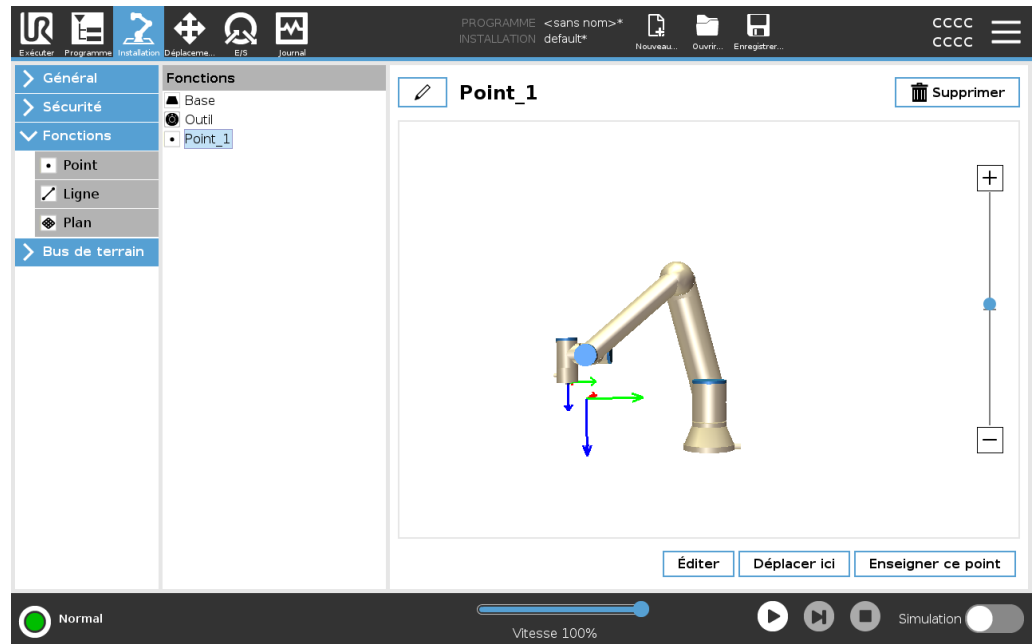 UR
Exécuter
Programme
Installation
Déplaceme...
E/S
Journal
PROGRAMME <sans nom>*
INSTALLATION default*
Nouveau...
Ouvrir...
Enregistrer...
cccc
cccc
Général
Sécurité
Fonctions
Point
Ligne
Plan
Bus de terrain
Fonctions
Base
Outil
Point_1
Point_1
Supprimer
+
−
Éditer
Déplacer ici
Enseigner ce point
Normal
Vitesse 100%
Simulation